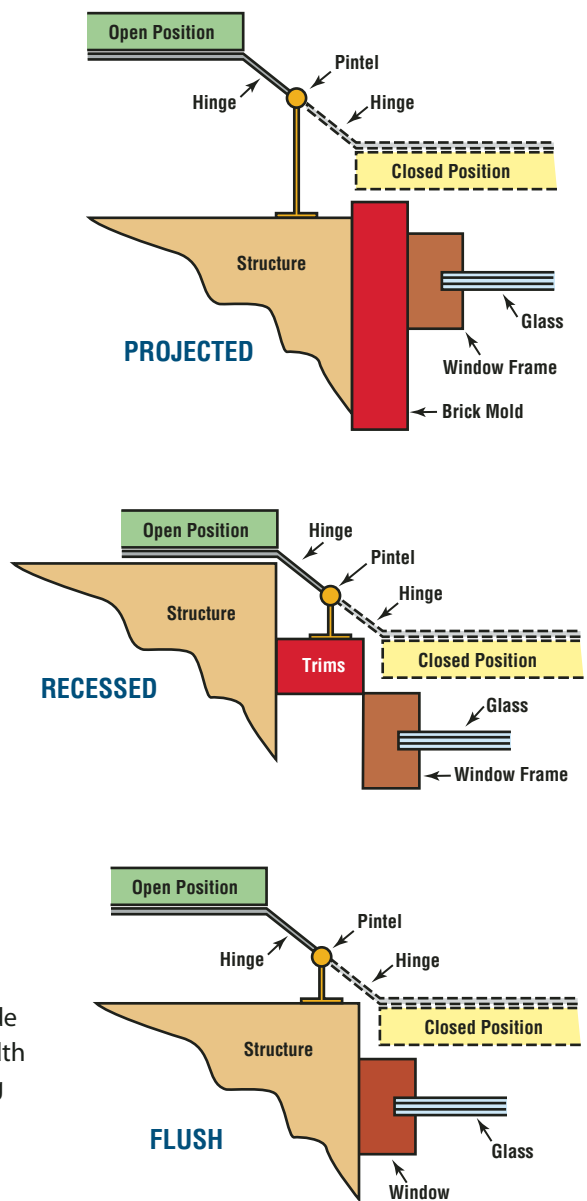 Open Position
Pintel
Hinge
Hinge
Closed Position
Structure
Glass
PROJECTED
Window Frame
Brick Mold
Open Position
Hinge
Pintel
Structure
Hinge
Trims
Closed Position
RECESSED
Glass
Window Frame
Open Position
Pintel
Hinge
Hinge
Closed Position
Structure
FLUSH
Glass
Window